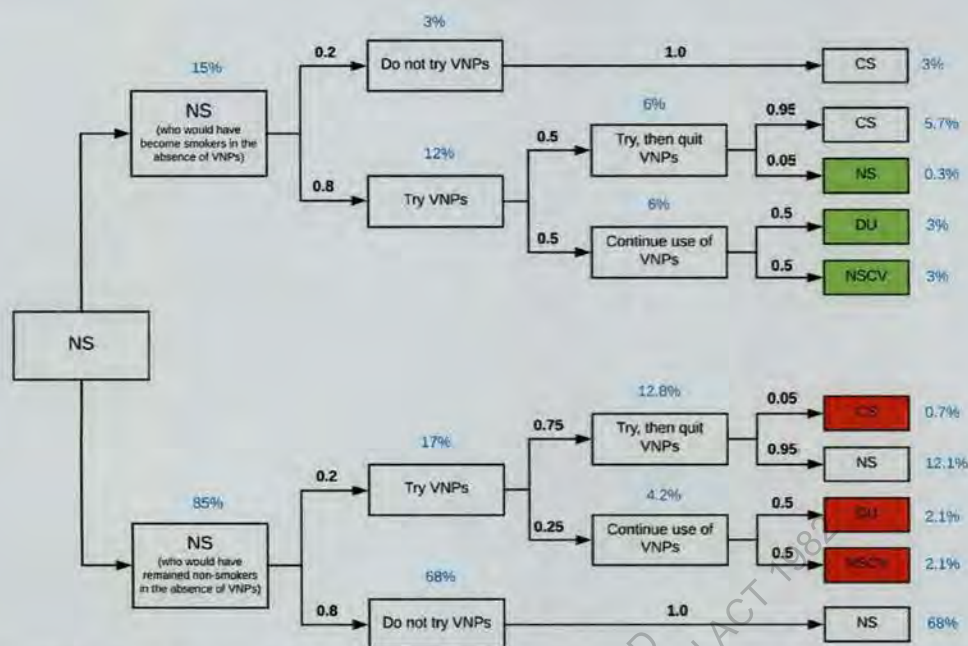 3%
0.2
Do not try VNPs
1.0
CS
3%
15%
NS
(who would have
become smokers in the
absence of VNPs)
6%
0.95
CS
5.7%
0.5
Try, then quit
VNPs
12%
0.05
NS
0.3%
0.8
Try VNPs
6%
0.5
DU
3%
0.5
Continue use of
VNPs
0.5
NSCV
3%
NS
12.8%
0.05
CS
0.7%
0.75
Try, then quit
VNPs
17%
0.95
NS
12.1%
0.2
Try VNPs
4.2%
85%
0.5
DU
2.1%
0.25
Continue use of
VNPs
NS
(who would have
remained non-smokers
in the absence of VNPs)
0.5
NSCV
2.1%
68%
0.8
Do not try VNPs
1.0
NS
68%
ACT 1982